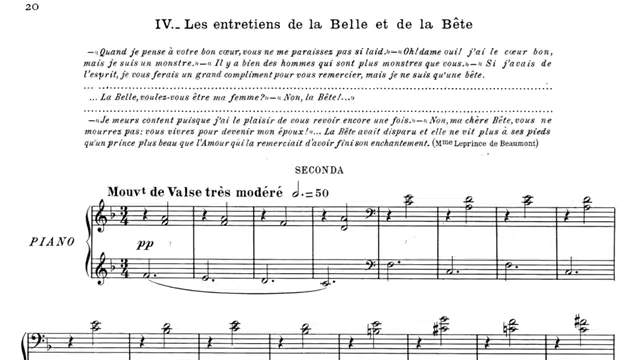 20
IV._ Les entretiens de la Belle et de la Bête
—«Quand je pense à votre bon cœur, vous ne me paraissez pas si laid.»—«Oh! dame oui! j'ai le cœur bon,
mais je suis un monstre.»—«Il y a bien des hommes qui sont plus monstres que vous.»—« Si j'avais de
l'esprit, je vous ferais un grand compliment pour vous remercier, mais je ne suis qu'une bête.
... La Belle, voulez-vous être ma femme?»—« Non, la Bête!...»
—«Je meurs content puisque j'ai le plaisir de vous revoir encore une fois.»—«Non, ma chère Bête, vous ne
mourrez pas: vous vivrez pour devenir mon époux!»... La Bête avait disparu et elle ne vit plus à ses pieds
qu'un prince plus beau que l'Amour qui la remerciait d'avoir fini son enchantement. (Mme Leprince de Beaumont)
SECONDA
Mouvt de Valse très modéré 𝅗𝅥. = 50
PIANO
pp